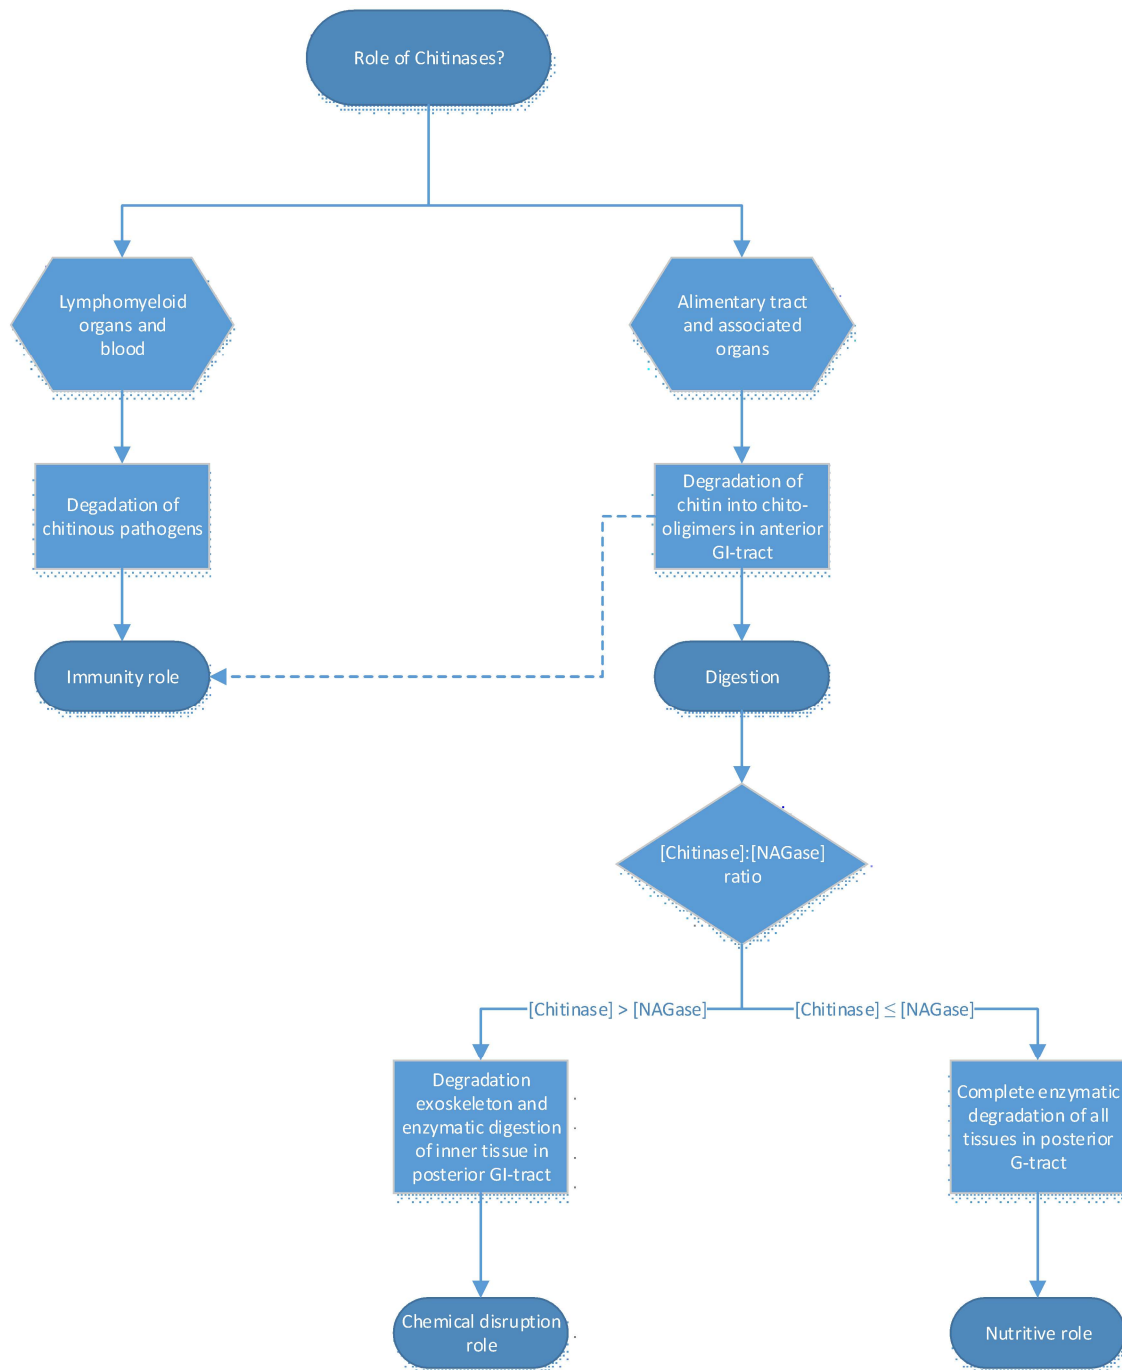 Role of Chitinases?
Lymphomyeloid
organs and
blood
Alimentary tract
and associated
organs
Degadation of
chitinous pathogens
Degradation of
chitin into chito-
oligimers in anterior
GI-tract
Immunity role
Digestion
[Chitinase]:[NAGase]
ratio
[Chitinase] > [NAGase]
[Chitinase] ≤ [NAGase]
Degradation
exoskeleton and
enzymatic digestion
of inner tissue in
posterior GI-tract
Complete enzymatic
degradation of all
tissues in posterior
G-tract
Chemical disruption
role
Nutritive role